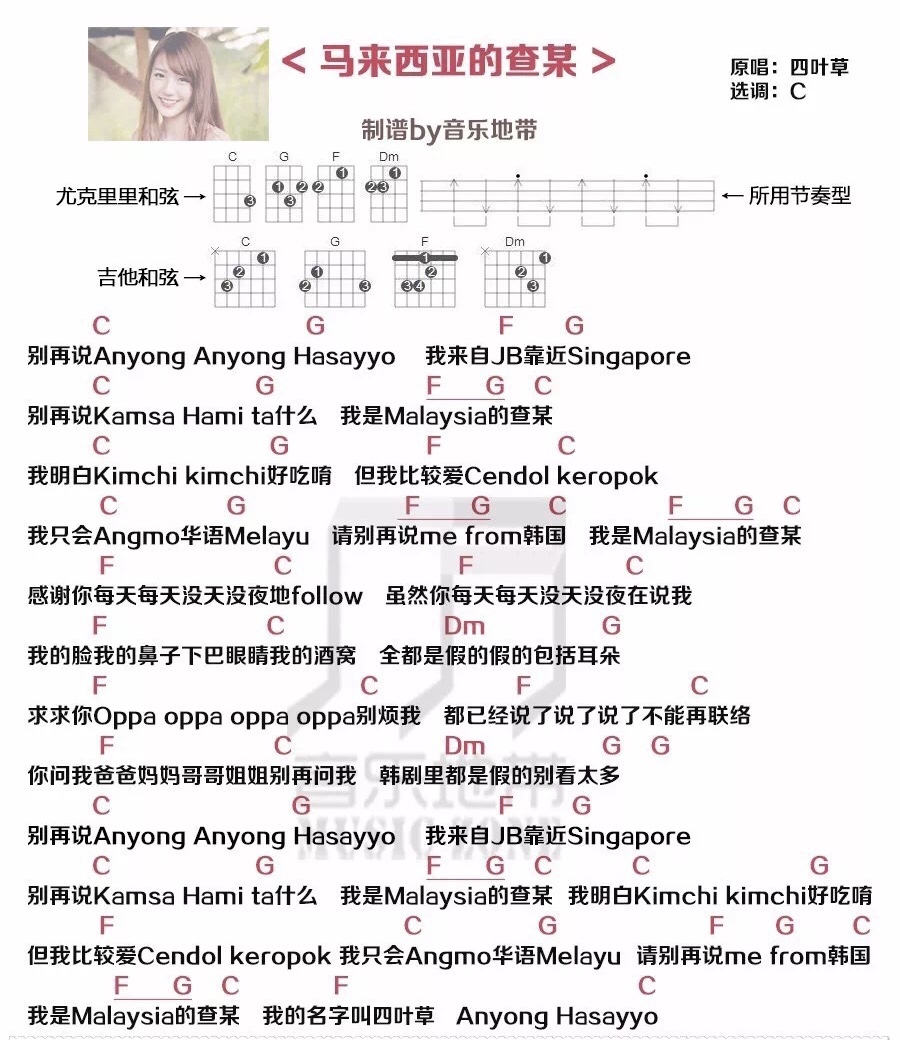 < 马来西亚的查某 >
原唱：四叶草
选调：C
制谱by音乐地带
C G F Dm
尤克里里和弦→ ←所用节奏型
C G F Dm
吉他和弦→
C G F G
别再说Anyong Anyong Hasayyo 我来自JB靠近Singapore
C G F G C
别再说Kamsa Hami ta什么 我是Malaysia的查某
C G F C
我明白Kimchi kimchi好吃唷 但我比较爱Cendol keropok
C G F G C F G C
我只会Angmo华语Melayu 请别再说me from韩国 我是Malaysia的查某
F C F C
感谢你每天每天没天没夜地follow 虽然你每天每天没天没夜在说我
F C Dm G
我的脸我的鼻子下巴眼睛我的酒窝 全都是假的假的包括耳朵
F C F C
求求你Oppa oppa oppa oppa别烦我 都已经说了说了说了不能再联络
F C Dm G G
你问我爸爸妈妈哥哥姐姐别再问我 韩剧里都是假的别看太多
C G F G
别再说Anyong Anyong Hasayyo 我来自JB靠近Singapore
C G F G C C G
别再说Kamsa Hami ta什么 我是Malaysia的查某 我明白Kimchi kimchi好吃唷
F C G F G C
但我比较爱Cendol keropok 我只会Angmo华语Melayu 请别再说me from韩国
F G C F C
我是Malaysia的查某 我的名字叫四叶草 Anyong Hasayyo
音乐地带
MUSIC ZONE